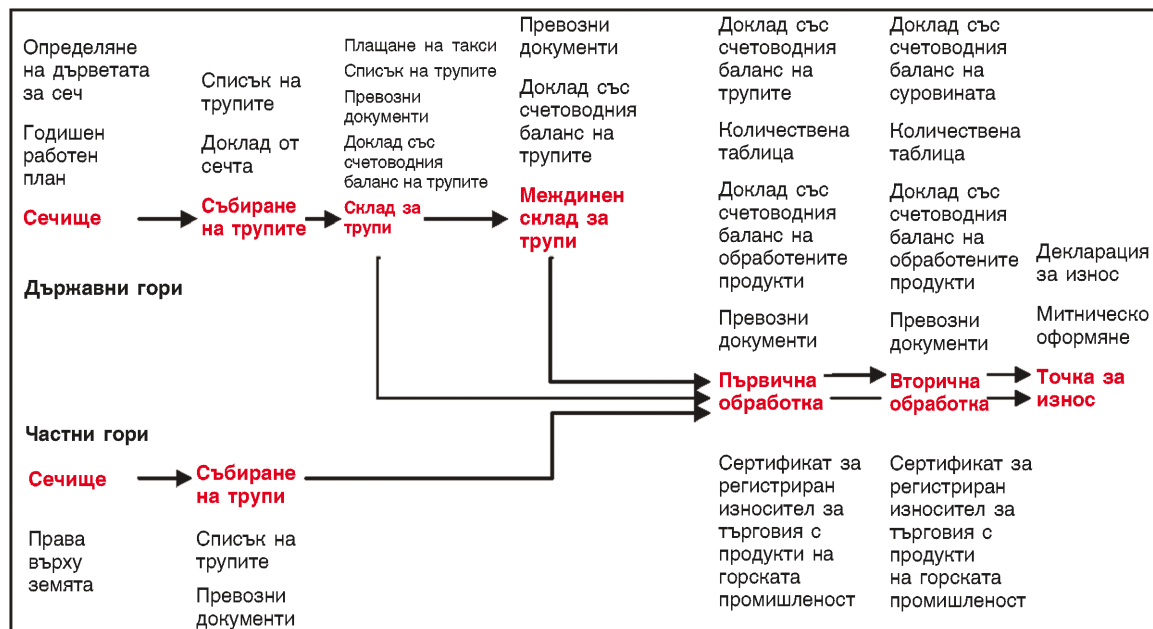 Определяне
на дърветата
за сеч
Годишен
работен
план
Сечище
Списък на
трупите
Доклад от
сечта
Събиране
на трупите
Плащане на такси
Списък на трупите
Превозни
документи
Доклад със
счетоводния
баланс на трупите
Склад за
трупи
Превозни
документи
Доклад със
счетоводния
баланс на
трупите
Междинен
склад за
трупи
Доклад със
счетоводния
баланс на
трупите
Количествена
таблица
Доклад със
счетоводния
баланс на
обработените
продукти
Превозни
документи
Първична
обработка
Доклад със
счетоводния
баланс на
суровината
Количествена
таблица
Доклад със
счетоводния
баланс на
обработените
продукти
Превозни
документи
Вторична
обработка
Декларация
за износ
Митническо
оформяне
Точка за
износ
Държавни гори
Частни гори
Сечище
Права
върху
земята
Събиране
на трупи
Списък на
трупите
Превозни
документи
Сертификат за
регистриран
износител за
търговия с
продукти на
горската
промишленост
Сертификат за
регистриран
износител за
търговия с
продукти
на горската
промишленост